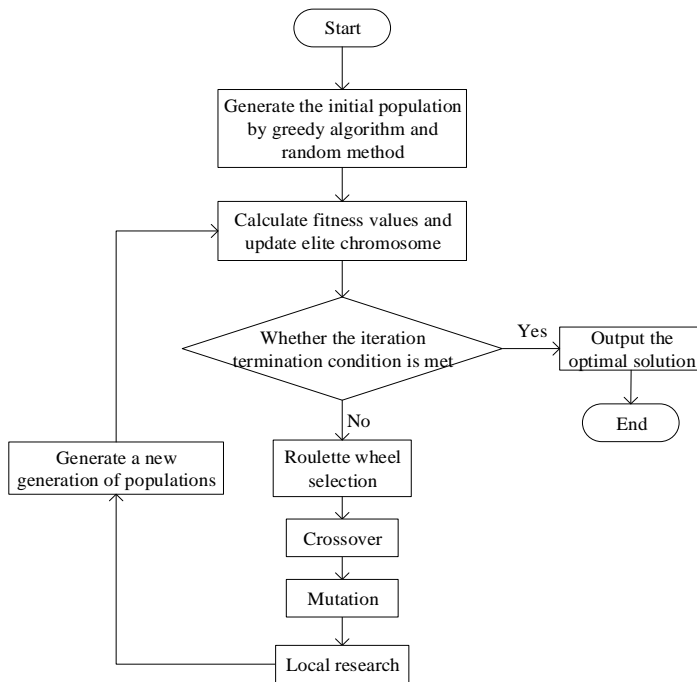 Start
Generate the initial population
by greedy algorithm and
random method
Calculate fitness values and
update elite chromosome
Whether the iteration
termination condition is met
Yes
Output the
optimal solution
End
No
Roulette wheel
selection
Crossover
Mutation
Local research
Generate a new
generation of populations